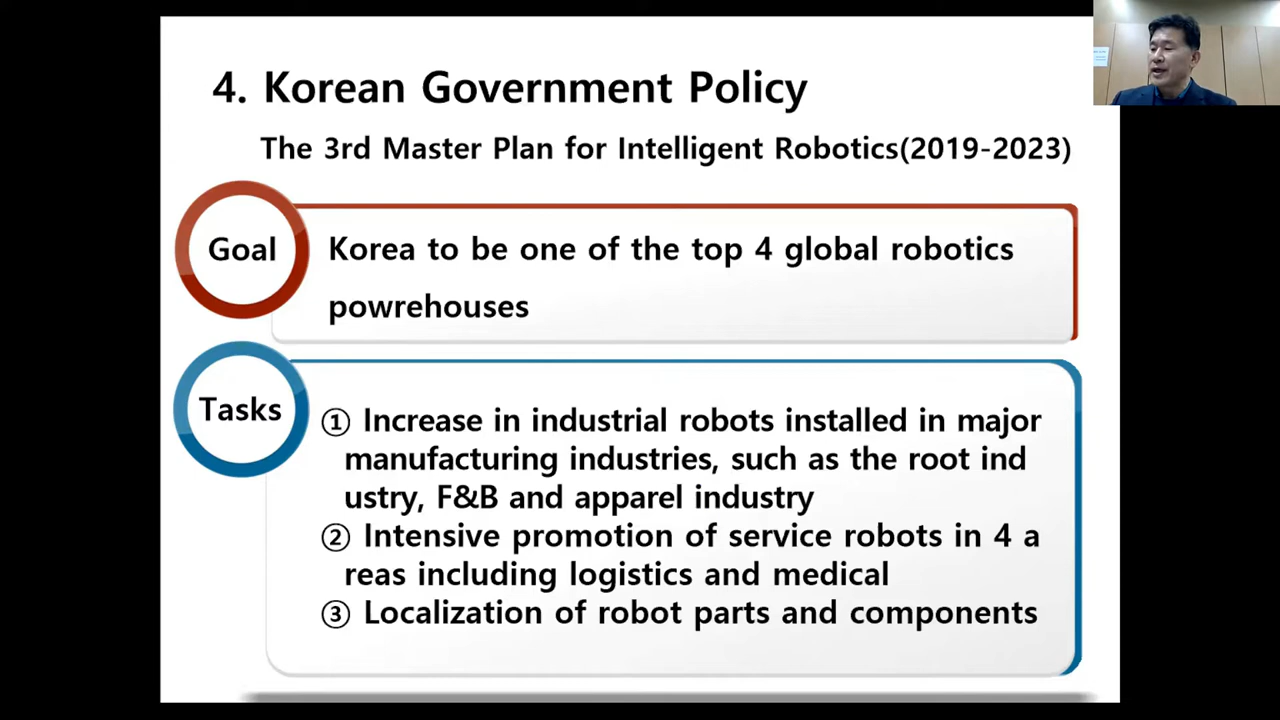 4. Korean Government Policy
The 3rd Master Plan for Intelligent Robotics(2019-2023)
Goal
Korea to be one of the top 4 global robotics
powrehouses
Tasks
① Increase in industrial robots installed in major
manufacturing industries, such as the root ind
ustry, F&B and apparel industry
② Intensive promotion of service robots in 4 a
reas including logistics and medical
③ Localization of robot parts and components